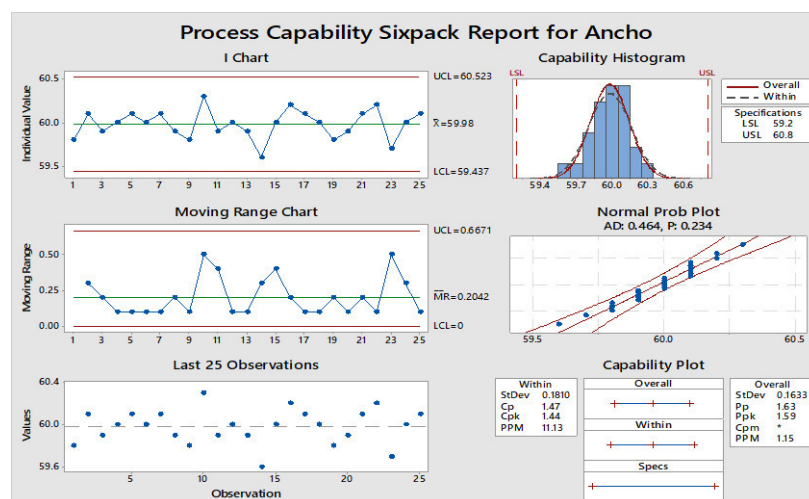 Process Capability Sixpack Report for Ancho
I Chart
Individual Value
60.5
60.0
59.5
UCL=60.523
X̄=59.98
LCL=59.437
1 3 5 7 9 11 13 15 17 19 21 23 25
Capability Histogram
LSL USL
59.4 59.7 60.0 60.3 60.6
Overall
Within
Specifications
LSL 59.2
USL 60.8
Moving Range Chart
Moving Range
0.50
0.25
0.00
UCL=0.6671
M̄R̄=0.2042
LCL=0
1 3 5 7 9 11 13 15 17 19 21 23 25
Normal Prob Plot
AD: 0.464, P: 0.234
59.5 60.0 60.5
Last 25 Observations
Values
60.4
60.0
59.6
5 10 15 20 25
Observation
Capability Plot
Within
StDev 0.1810
Cp 1.47
Cpk 1.44
PPM 11.13
Overall
Within
Specs
Overall
StDev 0.1633
Pp 1.63
Ppk 1.59
Cpm *
PPM 1.15